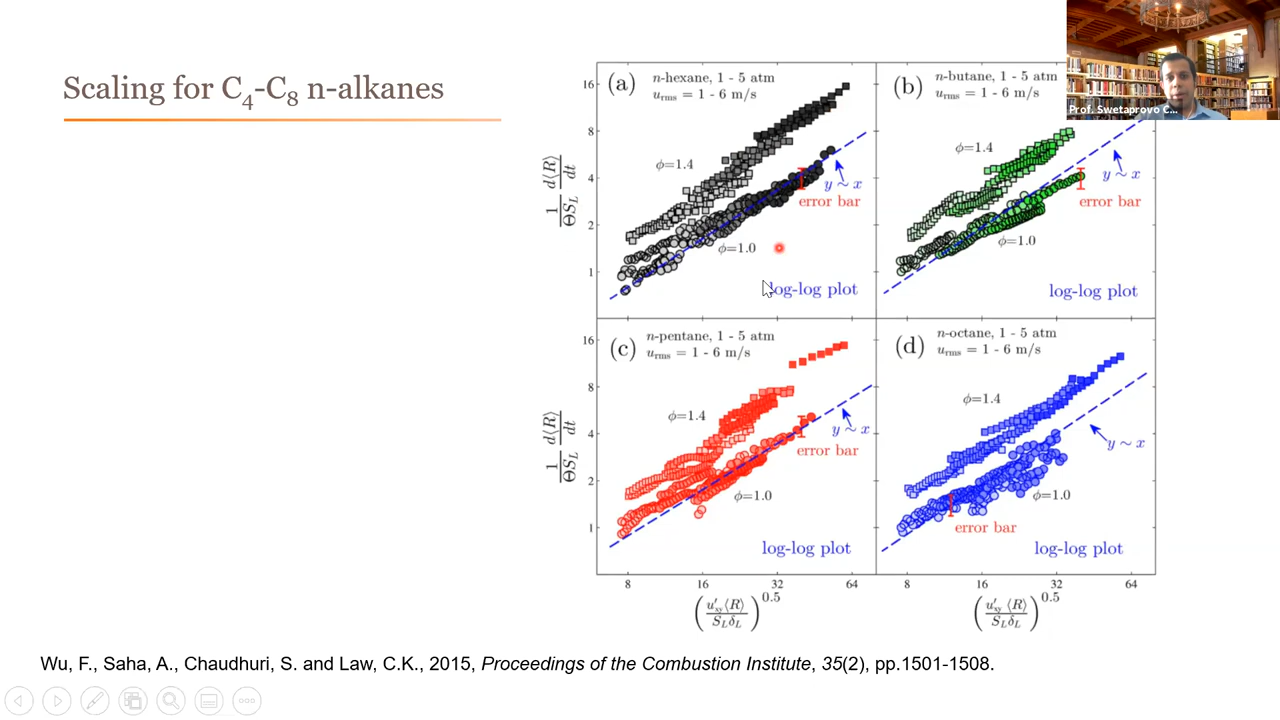 Scaling for C4-C8 n-alkanes
Prof. Swetaprovo C...
(a)
n-hexane, 1 - 5 atm
urms = 1 - 6 m/s
ϕ=1.4
y ~ x
error bar
ϕ=1.0
log-log plot
(b)
n-butane, 1 - 5 atm
urms = 1 - 6 m/s
ϕ=1.4
y ~ x
error bar
ϕ=1.0
log-log plot
16
8
4
2
1
1/ΘSL d⟨R⟩/dt
(c)
n-pentane, 1 - 5 atm
urms = 1 - 6 m/s
ϕ=1.4
y ~ x
error bar
ϕ=1.0
log-log plot
(d)
n-octane, 1 - 5 atm
urms = 1 - 6 m/s
ϕ=1.4
y ~ x
ϕ=1.0
error bar
log-log plot
16
8
4
2
1
1/ΘSL d⟨R⟩/dt
8 16 32 64
8 16 32 64
(u′xy⟨R⟩/SLδL)^0.5
(u′xy⟨R⟩/SLδL)^0.5
Wu, F., Saha, A., Chaudhuri, S. and Law, C.K., 2015, Proceedings of the Combustion Institute, 35(2), pp.1501-1508.